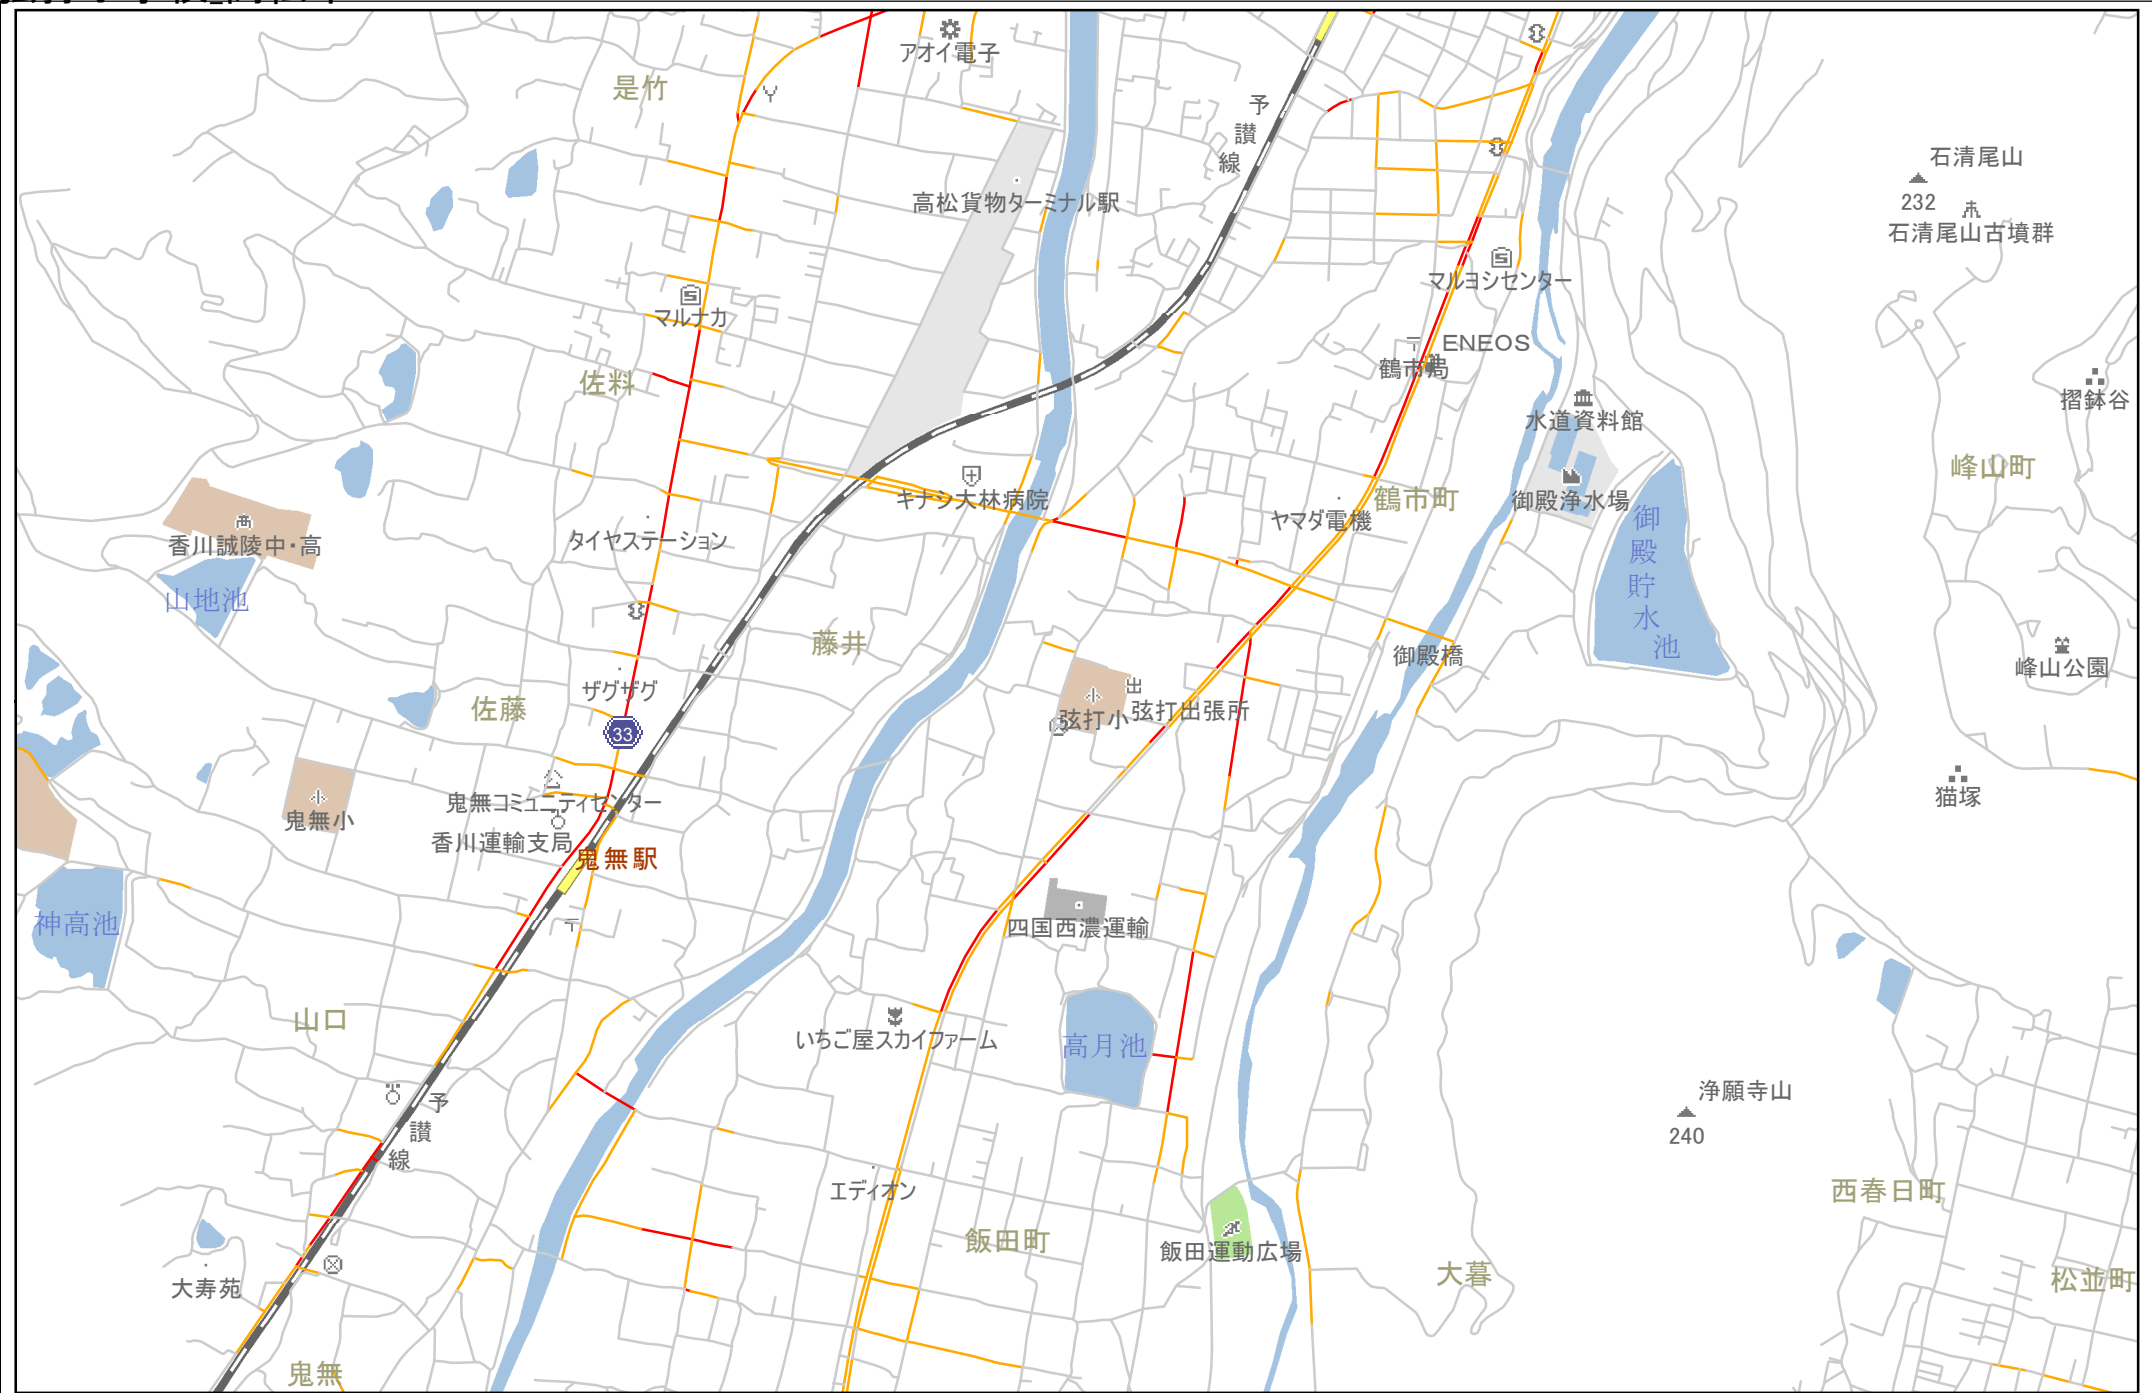 アオイ電子
是竹
予讃線
石清尾山
232
石清尾山古墳群
高松貨物ターミナル駅
マルヨシセンター
マルナカ
ENEOS
鶴市局
佐料
摺鉢谷
水道資料館
峰山町
キナシ大林病院
鶴市町
御殿浄水場
ヤマダ電機
御殿貯水池
タイヤステーション
香川誠陵中・高
山地池
藤井
御殿橋
峰山公園
ザグザグ
佐藤
弦打小
弦打出張所
33
猫塚
鬼無コミュニティセンター
鬼無小
香川運輸支局
鬼無駅
神高池
四国西濃運輸
山口
いちご屋スカイファーム
高月池
浄願寺山
240
予讃線
エディオン
西春日町
飯田町
飯田運動広場
大暮
松並町
大寿苑
鬼無